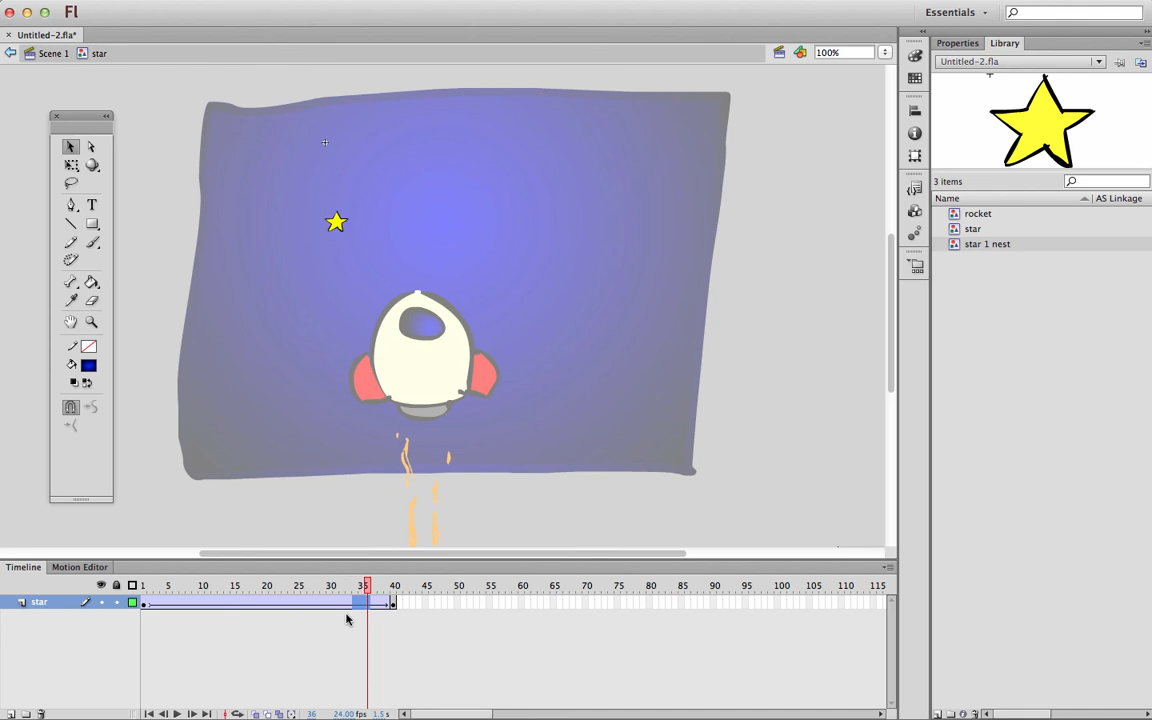 Fl
Essentials
Untitled-2.fla*
Scene 1 star
100%
Properties Library
Untitled-2.fla
3 items
Name AS Linkage
rocket
star
star 1 nest
T
Timeline Motion Editor
1 5 10 15 20 25 30 35 40 45 50 55 60 65 70 75 80 85 90 95 100 105 110 115
star
36 24.00 fps 1.5 s